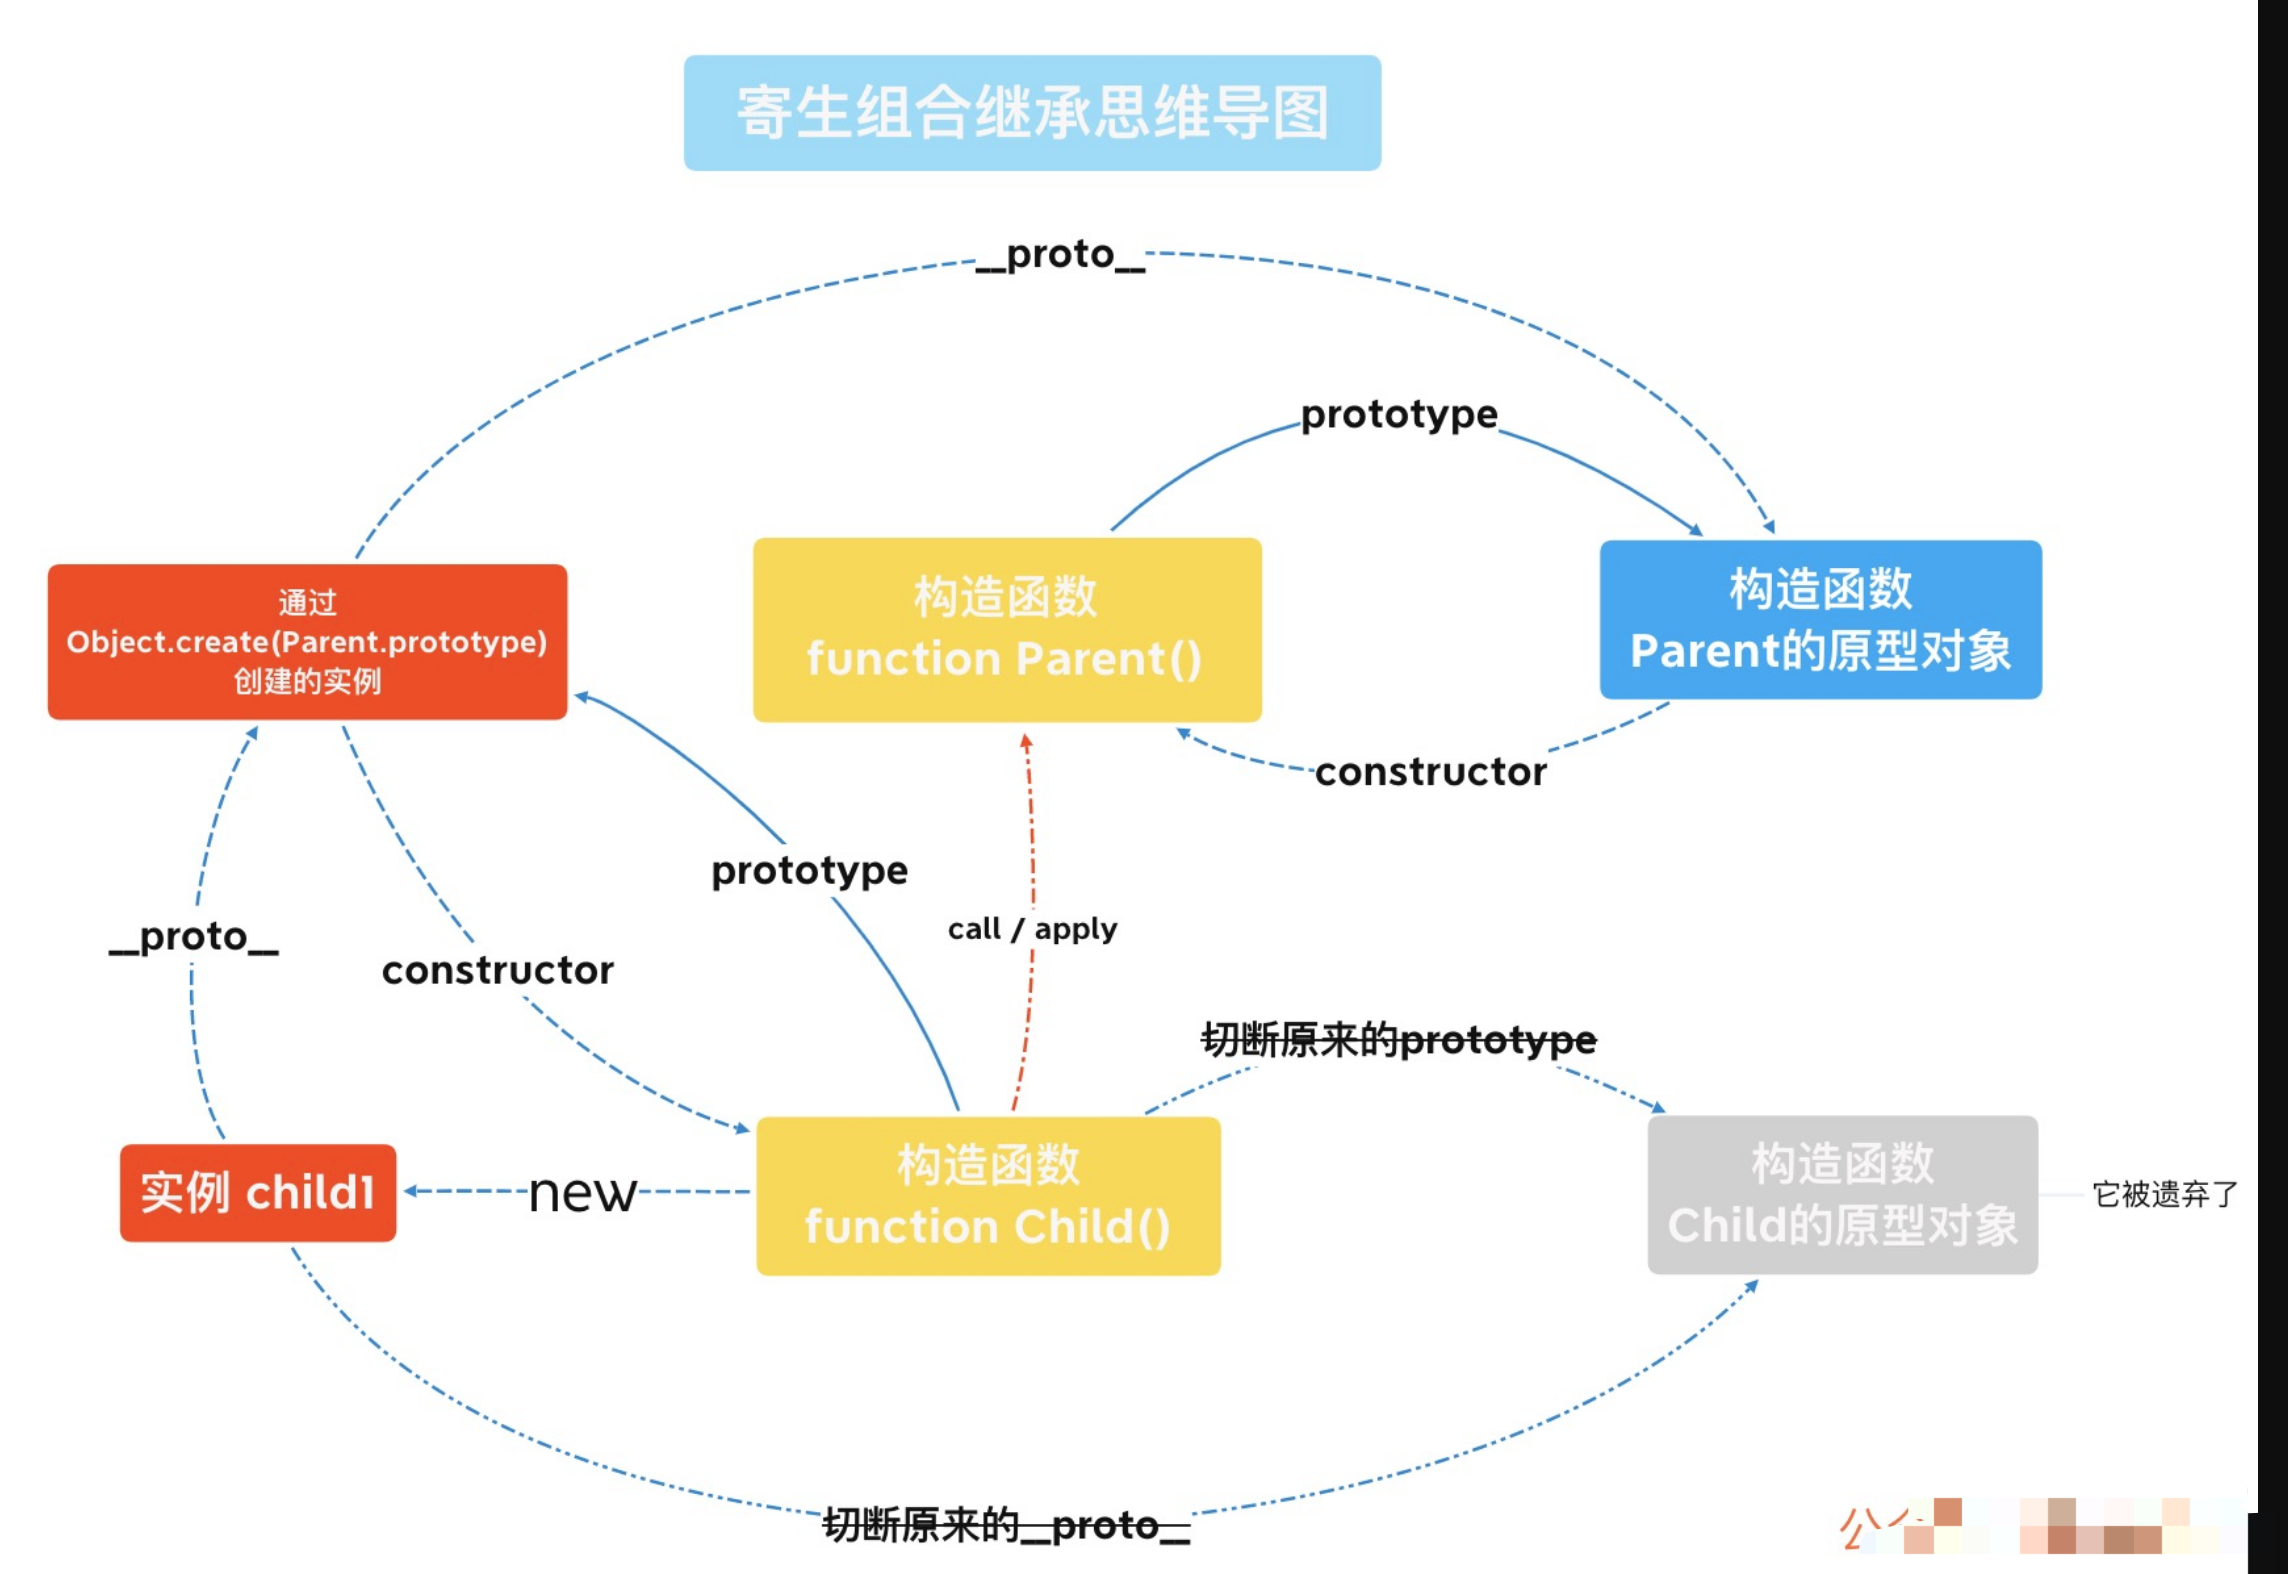 寄生组合继承思维导图
__proto__
prototype
通过
Object.create(Parent.prototype)
创建的实例
构造函数
function Parent()
构造函数
Parent的原型对象
constructor
prototype
call / apply
__proto__
constructor
切断原来的prototype
实例 child1
new
构造函数
function Child()
构造函数
Child的原型对象
它被遗弃了
切断原来的__proto__